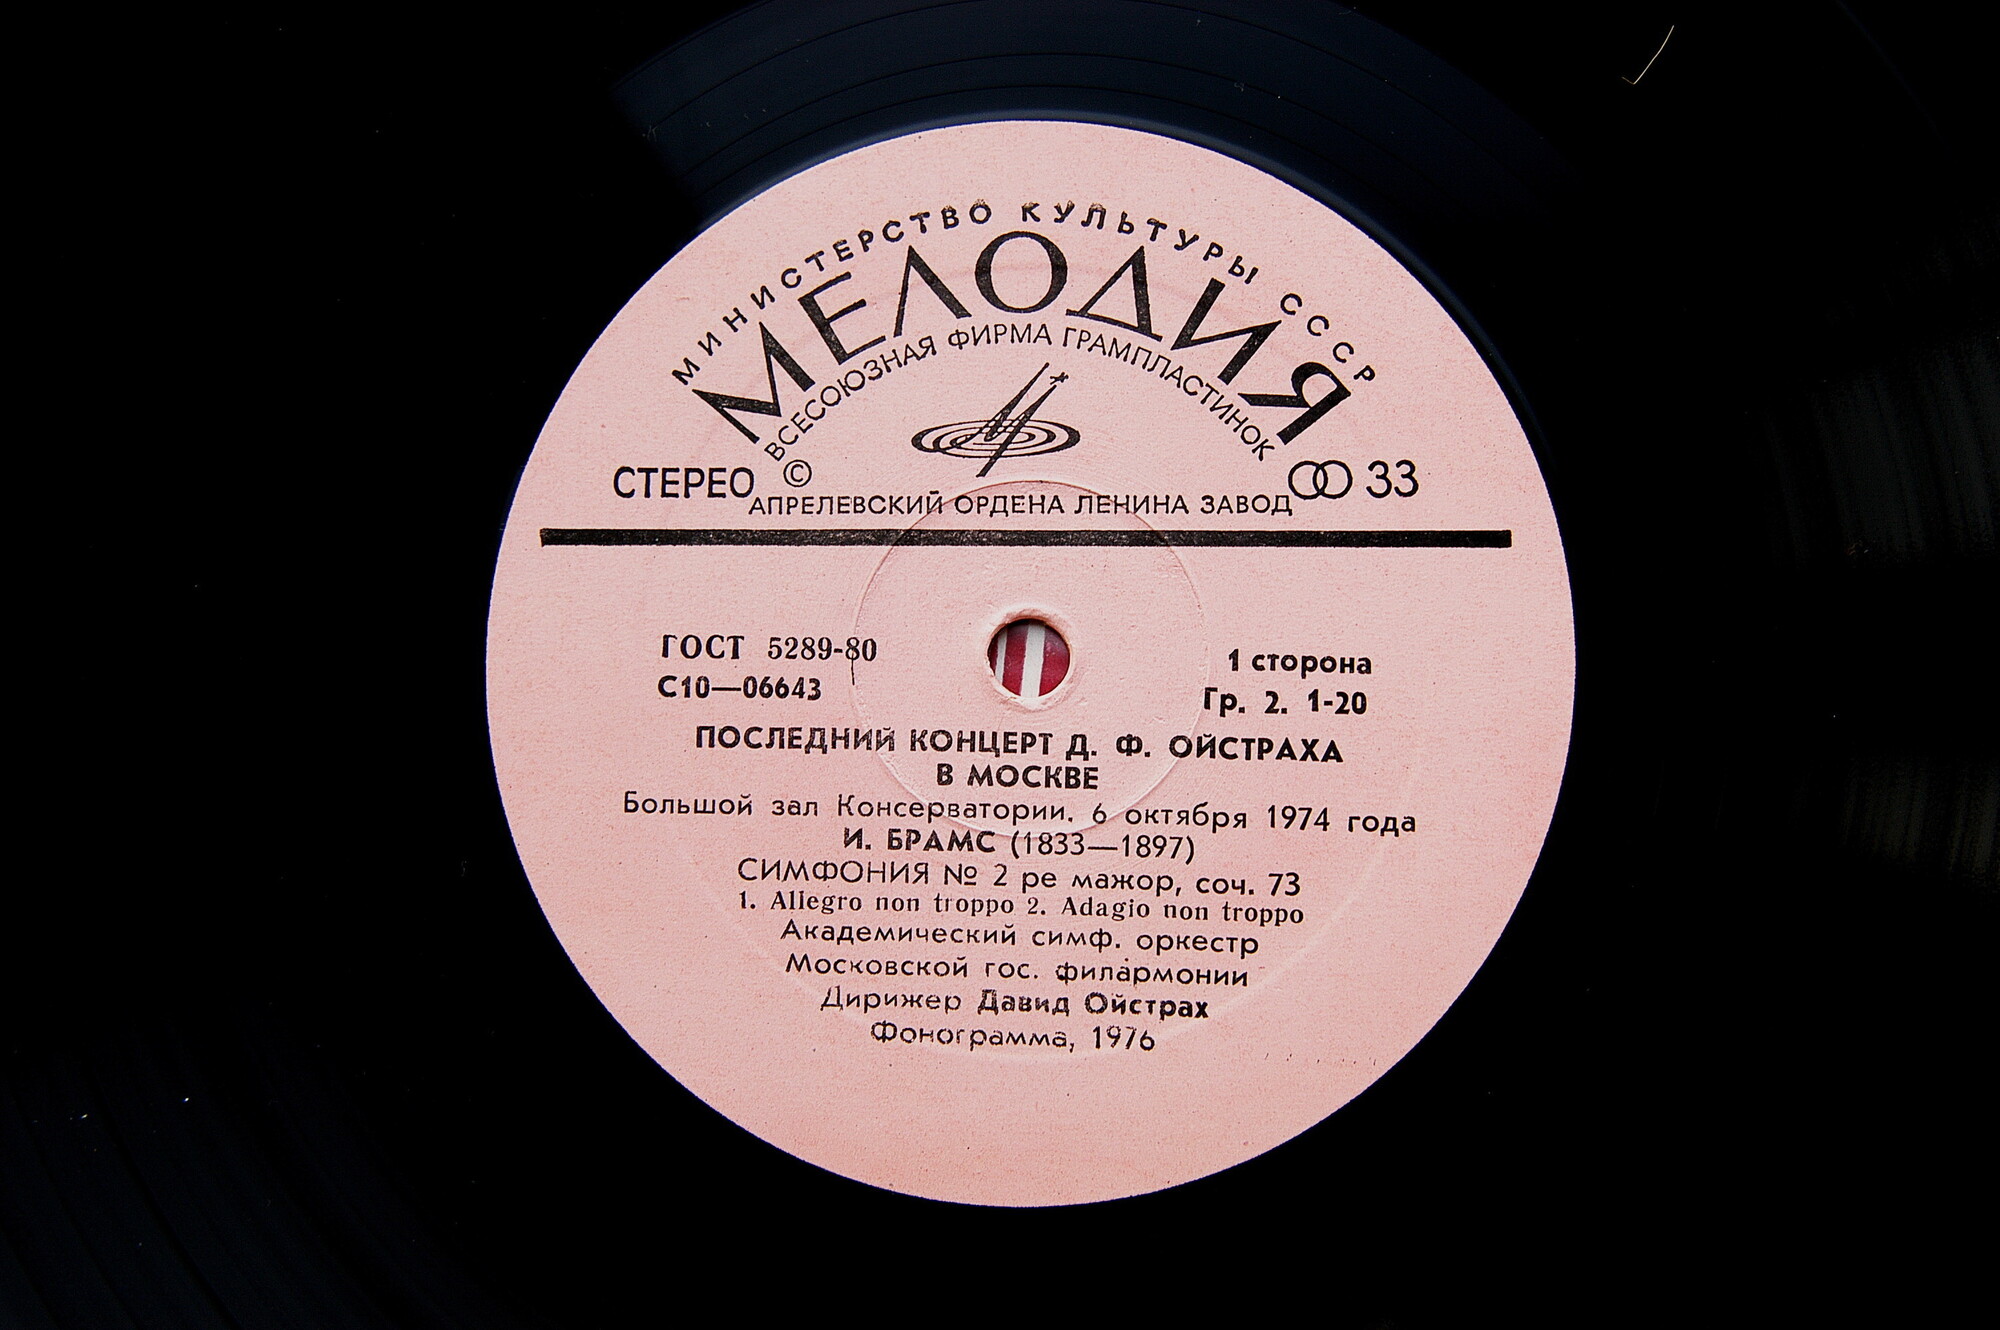 МИНИСТЕРСТВО КУЛЬТУРЫ СССР
МЕЛОДИЯ
ВСЕСОЮЗНАЯ ФИРМА ГРАМПЛАСТИНОК
СТЕРЕО © 33
АПРЕЛЕВСКИЙ ОРДЕНА ЛЕНИНА ЗАВОД
ГОСТ 5289-80
С10—06643
1 сторона
Гр. 2. 1-20
ПОСЛЕДНИЙ КОНЦЕРТ Д. Ф. ОЙСТРАХА
В МОСКВЕ
Большой зал Консерватории. 6 октября 1974 года
И. БРАМС (1833—1897)
СИМФОНИЯ № 2 ре мажор, соч. 73
1. Allegro non troppo 2. Adagio non troppo
Академический симф. оркестр
Московской гос. филармонии
Дирижер Давид Ойстрах
Фонограмма, 1976